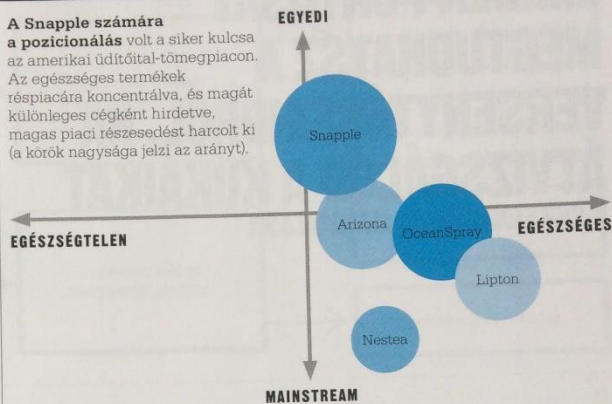 A Snapple számára
a pozicionálás volt a siker kulcsa
az amerikai üdítőital-tömegpiacon.
Az egészséges termékek
réspiacára koncentrálva, és magát
különleges cégként hirdetve,
magas piaci részesedést harcolt ki
(a körök nagysága jelzi az arányt).
EGYEDI
Snapple
Arizona
OceanSpray
EGÉSZSÉGTELEN
EGÉSZSÉGES
Lipton
Nestea
MAINSTREAM